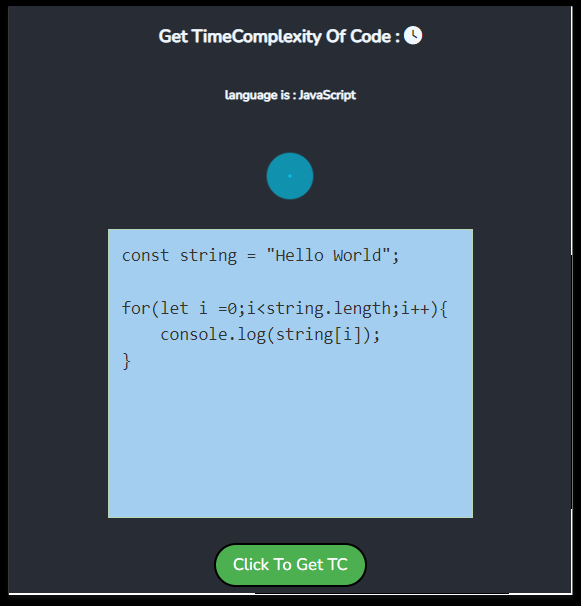 Get TimeComplexity Of Code :
language is : JavaScript
const string = "Hello World";
for(let i =0;i<string.length;i++){
    console.log(string[i]);
}
Click To Get TC